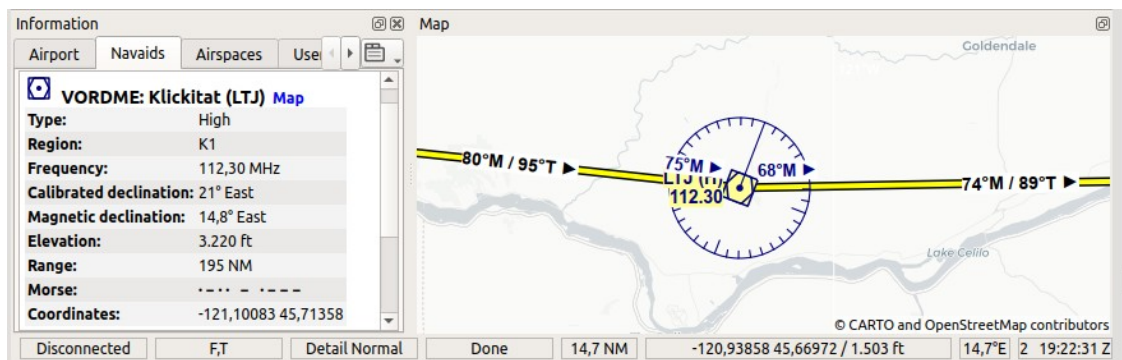 Information
Airport Navaids Airspaces
VORDME: Klickitat (LTJ) Map
Type: High
Region: K1
Frequency: 112,30 MHz
Calibrated declination: 21° East
Magnetic declination: 14,8° East
Elevation: 3.220 ft
Range: 195 NM
Morse: ·-·· - ·---
Coordinates: -121,10083 45,71358
Map
Goldendale
80°M / 95°T ►
75°M ►
68°M ►
LTJ (H)
112.30
74°M / 89°T ►
Lake Celilo
© CARTO and OpenStreetMap contributors
Disconnected F,T Detail Normal Done 14,7 NM -120,93858 45,66972 / 1.503 ft 14,7°E 2 19:22:31 Z